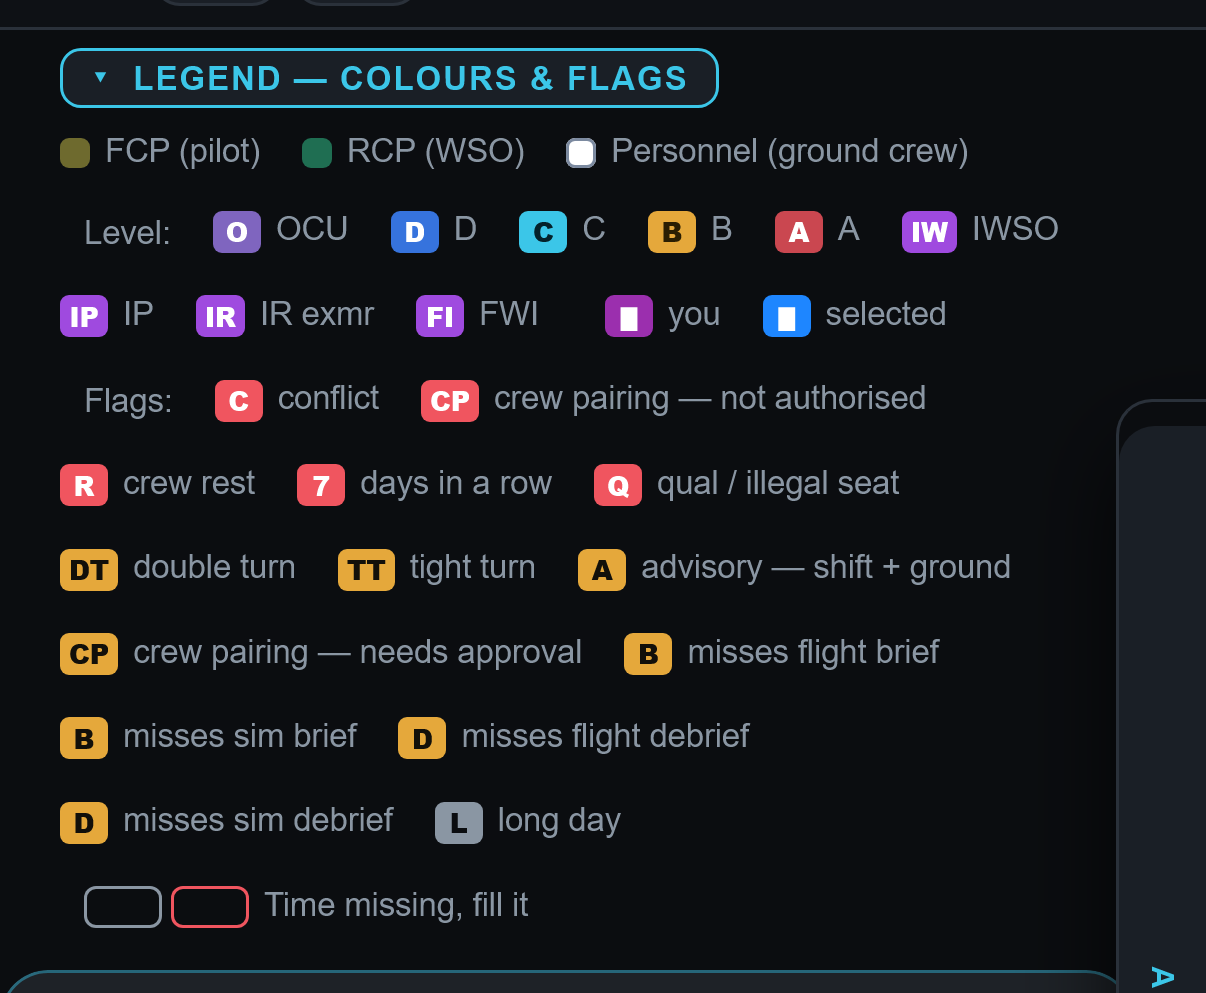 ▼ LEGEND — COLOURS & FLAGS
FCP (pilot) RCP (WSO) Personnel (ground crew)
Level: O OCU D D C C B B A A IW IWSO
IP IP IR IR exmr FI FWI you selected
Flags: C conflict CP crew pairing — not authorised
R crew rest 7 days in a row Q qual / illegal seat
DT double turn TT tight turn A advisory — shift + ground
CP crew pairing — needs approval B misses flight brief
B misses sim brief D misses flight debrief
D misses sim debrief L long day
Time missing, fill it
A